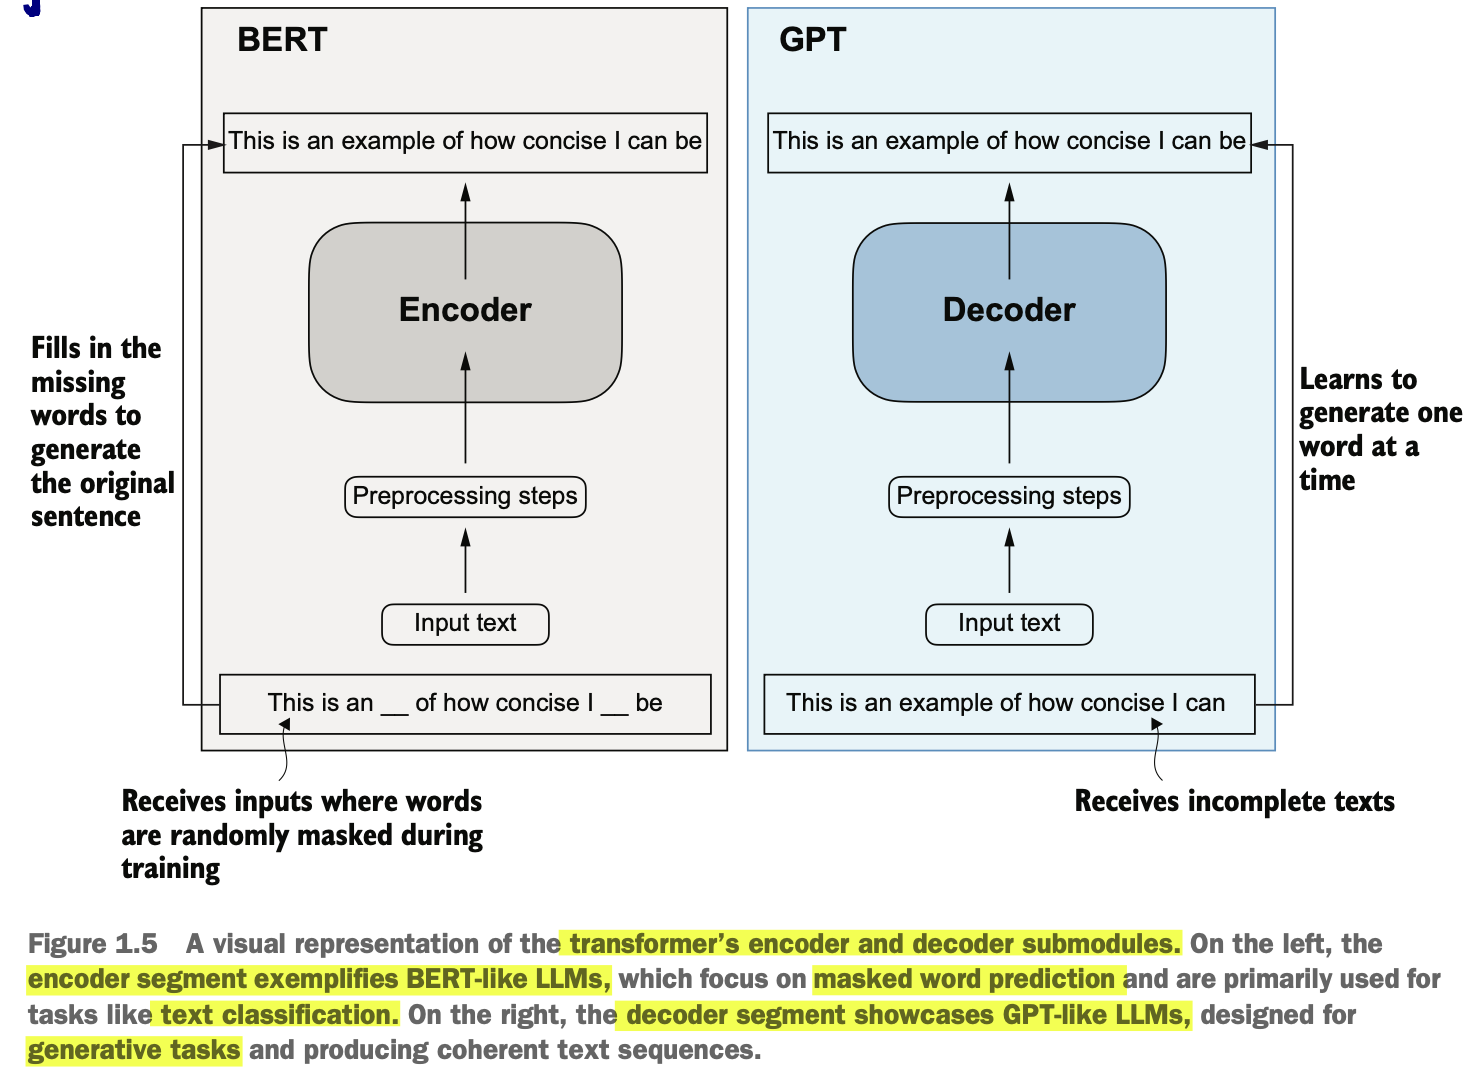 BERT
This is an example of how concise I can be
Encoder
Preprocessing steps
Input text
This is an __ of how concise I __ be
Fills in the
missing
words to
generate
the original
sentence
Receives inputs where words
are randomly masked during
training
GPT
This is an example of how concise I can be
Decoder
Preprocessing steps
Input text
This is an example of how concise I can
Learns to
generate one
word at a
time
Receives incomplete texts
Figure 1.5 A visual representation of the transformer's encoder and decoder submodules. On the left, the
encoder segment exemplifies BERT-like LLMs, which focus on masked word prediction and are primarily used for
tasks like text classification. On the right, the decoder segment showcases GPT-like LLMs, designed for
generative tasks and producing coherent text sequences.